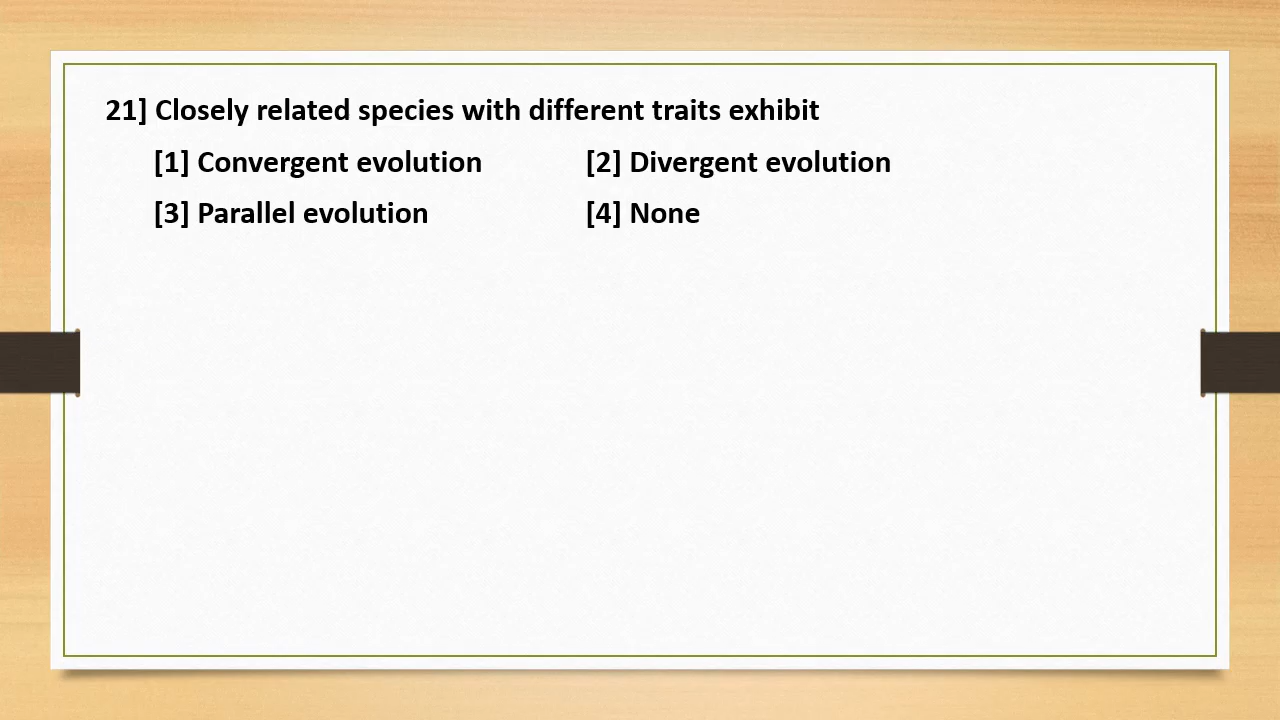 21] Closely related species with different traits exhibit
[1] Convergent evolution [2] Divergent evolution
[3] Parallel evolution [4] None